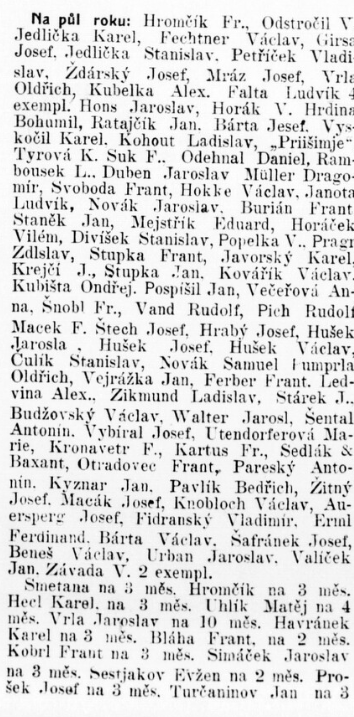 Na půl roku: Hromčík Fr., Odstročil V
Jedlička Karel, Fechtner Václav, Girsa
Josef. Jedlička Stanislav. Petříček Vladi
slav, Ždárský Josef, Mráz Josef, Vrla
Oldřich, Kubelka Alex. Falta Ludvík 4
exempl. Hons Jaroslav, Horák V. Hrdina
Bohumil, Ratajčík Jan. Bárta Jesef. Vys
kočil Karel. Kohout Ladislav, „Priišimje“
Tyrová K. Suk F.. Odehnal Daniel, Ram-
bousek L.. Duben Jaroslav Müller Drago-
mír, Svoboda Frant, Hokke Václav, Janota
Ludvík, Novák Jaroslav. Burián Frant
Staněk Jan, Mejstřík Eduard, Horáček
Vilém, Divíšek Stanislav, Popelka V., Pragr
Zdlslav, Stupka Frant, Javorský Karel,
Krejčí J., Stupka Jan. Kovářík Václav.
Kubišta Ondřej. Pospíšil Jan, Večeřová An-
na, Šnobl Fr., Vand Rudolf, Pich Rudolf
Macek F. Štech Josef, Hrabý Josef, Hušek
Jarosla , Hušek Josef, Hušek Václav,
Čulík Stanislav, Novák Samuel
Oldřich, Vejrážka Jan, Ferber Frant. Led-
vina Alex., Zikmund Ladislav, Stárek J.,
Budžovský Václav, Walter Jarosl, Šental
Antonín. Vybíral Josef, Utendorferová Ma-
rie, Kronavetr F., Kartus Fr., Sedlák &
Baxant, Otradovec Frant, Pareský Anto-
nín. Kyznar Jan. Pavlík Bedřich, Žitný
Josef. Macák Josef, Knobloch Václav, Au-
ersperg Josef, Fidranský Vladimír, Erml
Ferdinand. Bárta Václav. Šafránek Josef,
Beneš Václav, Urban Jaroslav. Valíček
Jan. Závada V. 2 exempl.
Smetana na 3 měs. Hromčík na 3 měs.
Hecl Karel. na 3 měs. Uhlík Matěj na 4
měs. Vrla Jaroslav na 10 měs. Havránek
Karel na 3 měs. Bláha Frant. na 2 měs.
Kobrl Frant na 3 měs. Šimáček Jaroslav
na 3 měs. Sestjakov Evžen na 2 měs. Pro-
šek Josef na 3 měs. Turčaninov Jan na 3